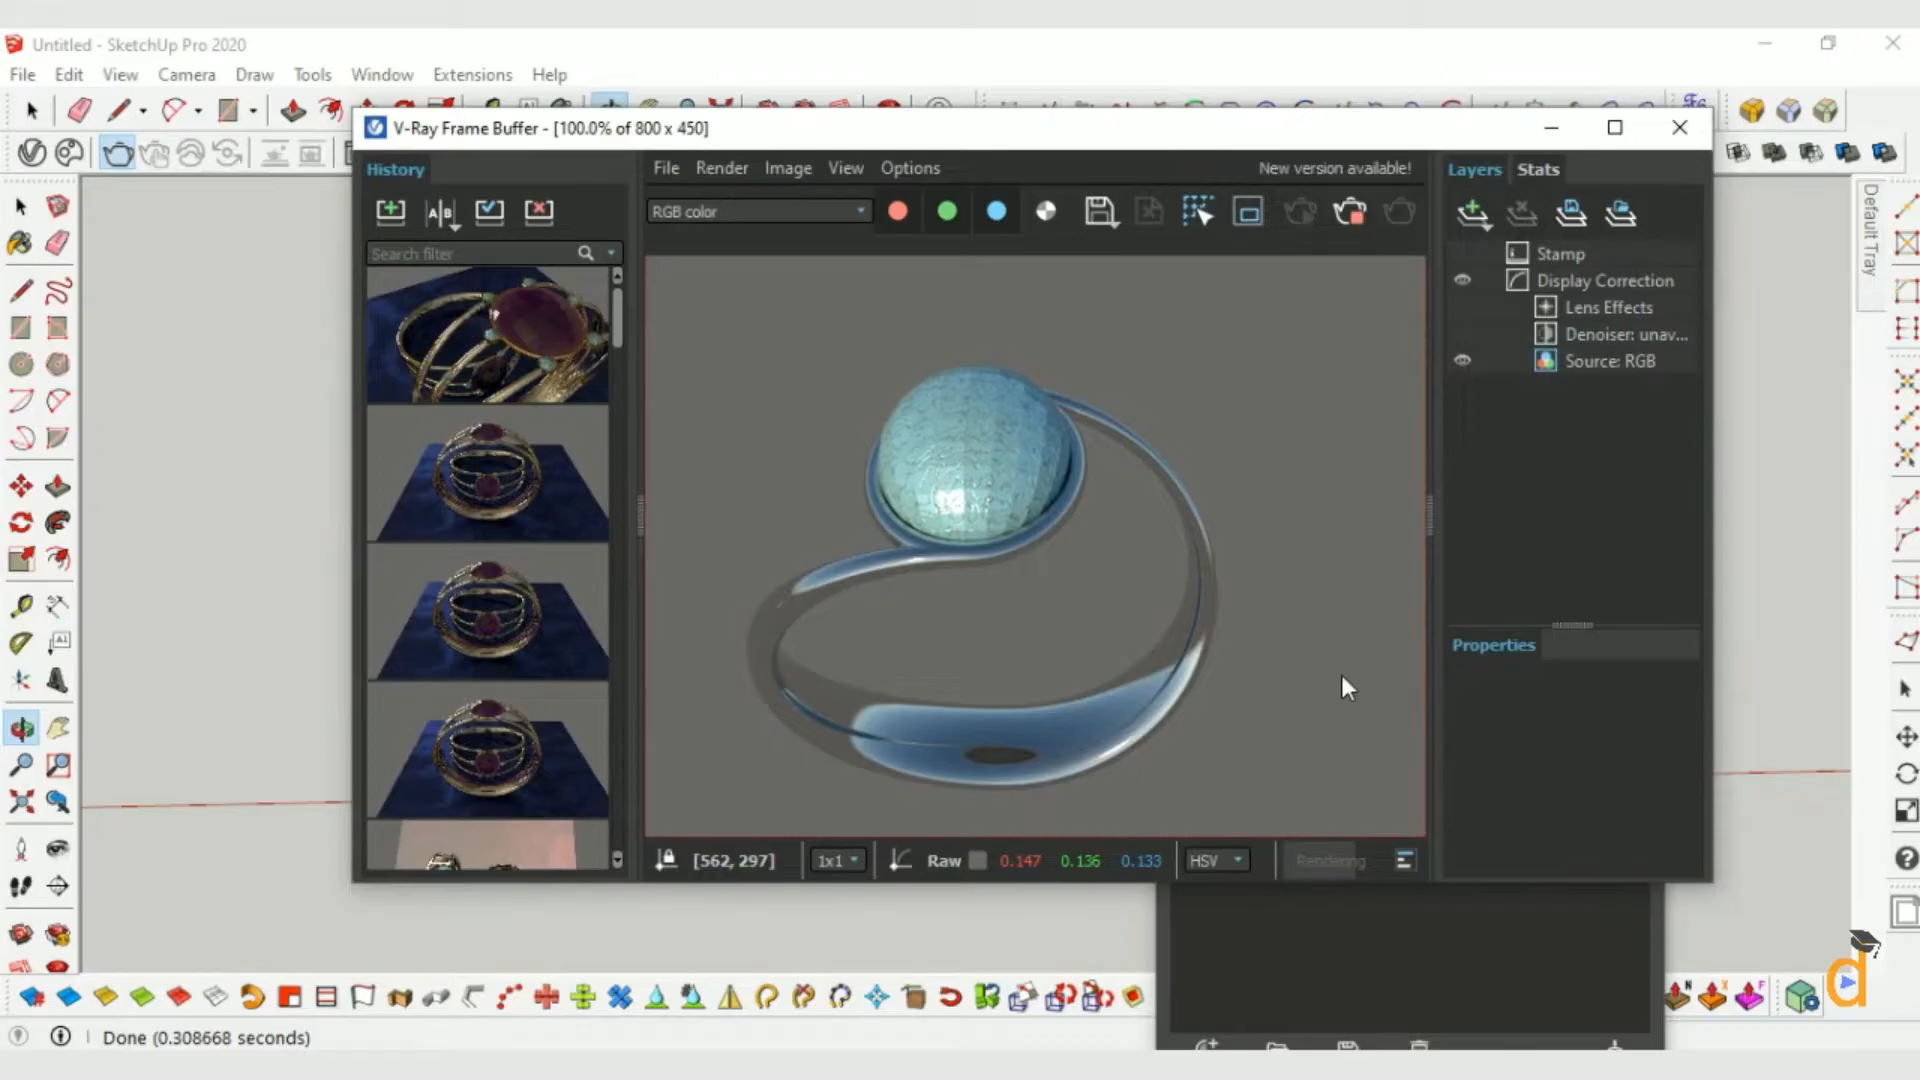 Untitled - SketchUp Pro 2020
File Edit View Camera Draw Tools Window Extensions Help
V-Ray Frame Buffer - [100.0% of 800 x 450]
History
File Render Image View Options
New version available!
Layers Stats
RGB color
Search filter
Stamp
Display Correction
Lens Effects
Denoiser: unav...
Source: RGB
Default Tray
Properties
[562, 297]
1x1
Raw
0.147 0.136 0.133
HSV
Rendering
Done (0.308668 seconds)